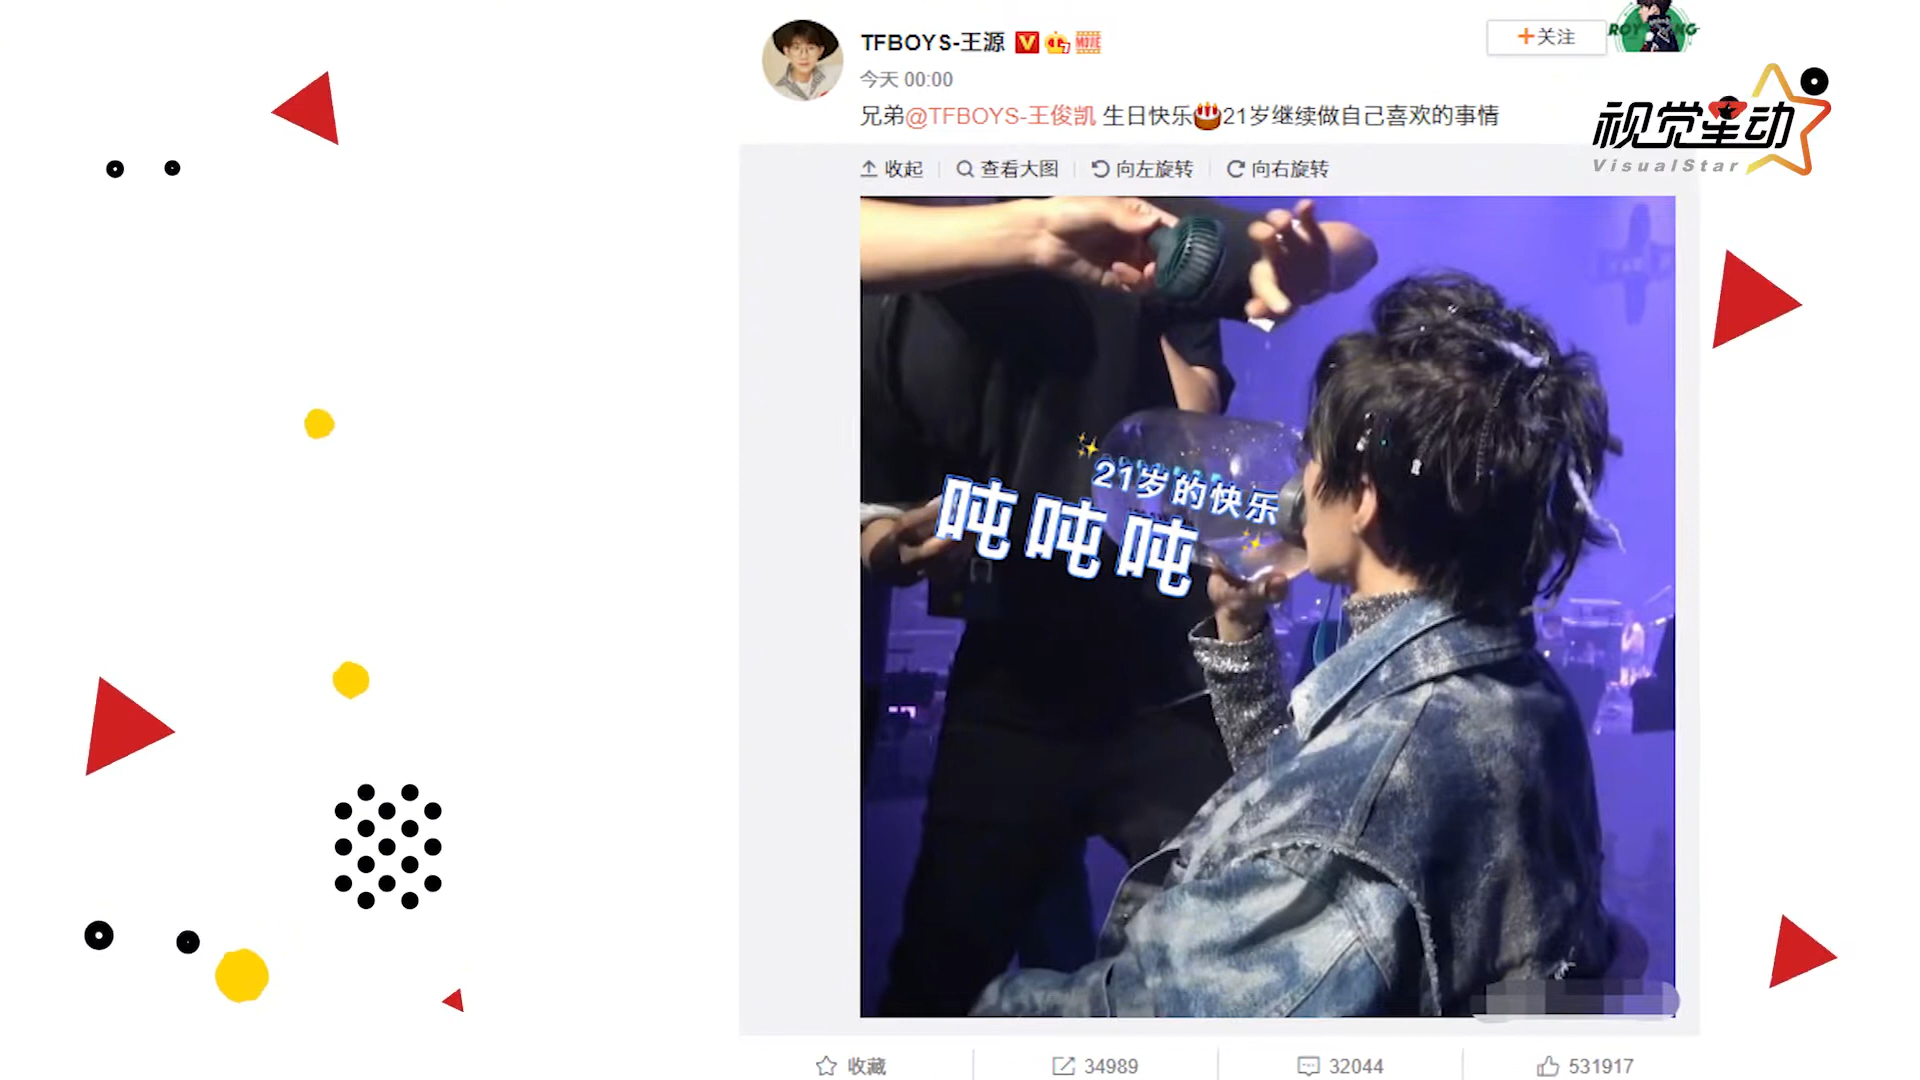 TFBOYS-王源
+关注
今天 00:00
兄弟@TFBOYS-王俊凯 生日快乐🎂21岁继续做自己喜欢的事情
视觉星动
VisualStar
收起
查看大图
向左旋转
向右旋转
21岁的快乐
吨吨吨
收藏
34989
32044
531917